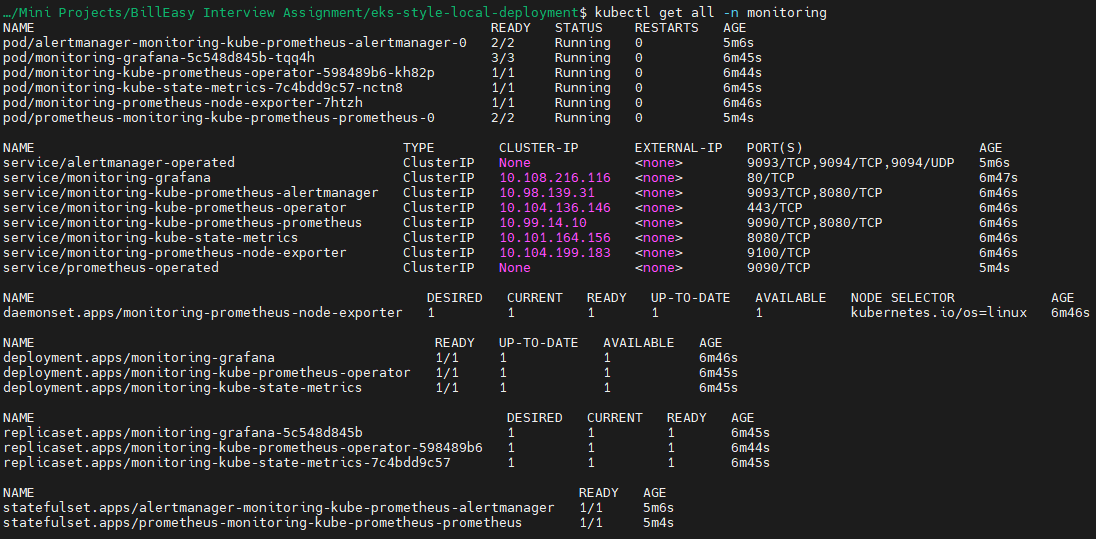 …/Mini Projects/BillEasy Interview Assignment/eks-style-local-deployment$ kubectl get all -n monitoring
NAME READY STATUS RESTARTS AGE
pod/alertmanager-monitoring-kube-prometheus-alertmanager-0 2/2 Running 0 5m6s
pod/monitoring-grafana-5c548d845b-tqq4h 3/3 Running 0 6m45s
pod/monitoring-kube-prometheus-operator-598489b6-kh82p 1/1 Running 0 6m44s
pod/monitoring-kube-state-metrics-7c4bdd9c57-nctn8 1/1 Running 0 6m45s
pod/monitoring-prometheus-node-exporter-7htzh 1/1 Running 0 6m46s
pod/prometheus-monitoring-kube-prometheus-prometheus-0 2/2 Running 0 5m4s
NAME TYPE CLUSTER-IP EXTERNAL-IP PORT(S) AGE
service/alertmanager-operated ClusterIP None <none> 9093/TCP,9094/TCP,9094/UDP 5m6s
service/monitoring-grafana ClusterIP 10.108.216.116 <none> 80/TCP 6m47s
service/monitoring-kube-prometheus-alertmanager ClusterIP 10.98.139.31 <none> 9093/TCP,8080/TCP 6m46s
service/monitoring-kube-prometheus-operator ClusterIP 10.104.136.146 <none> 443/TCP 6m46s
service/monitoring-kube-prometheus-prometheus ClusterIP 10.99.14.10 <none> 9090/TCP,8080/TCP 6m46s
service/monitoring-kube-state-metrics ClusterIP 10.101.164.156 <none> 8080/TCP 6m46s
service/monitoring-prometheus-node-exporter ClusterIP 10.104.199.183 <none> 9100/TCP 6m46s
service/prometheus-operated ClusterIP None <none> 9090/TCP 5m4s
NAME DESIRED CURRENT READY UP-TO-DATE AVAILABLE NODE SELECTOR AGE
daemonset.apps/monitoring-prometheus-node-exporter 1 1 1 1 1 kubernetes.io/os=linux 6m46s
NAME READY UP-TO-DATE AVAILABLE AGE
deployment.apps/monitoring-grafana 1/1 1 1 6m46s
deployment.apps/monitoring-kube-prometheus-operator 1/1 1 1 6m45s
deployment.apps/monitoring-kube-state-metrics 1/1 1 1 6m45s
NAME DESIRED CURRENT READY AGE
replicaset.apps/monitoring-grafana-5c548d845b 1 1 1 6m45s
replicaset.apps/monitoring-kube-prometheus-operator-598489b6 1 1 1 6m44s
replicaset.apps/monitoring-kube-state-metrics-7c4bdd9c57 1 1 1 6m45s
NAME READY AGE
statefulset.apps/alertmanager-monitoring-kube-prometheus-alertmanager 1/1 5m6s
statefulset.apps/prometheus-monitoring-kube-prometheus-prometheus 1/1 5m4s